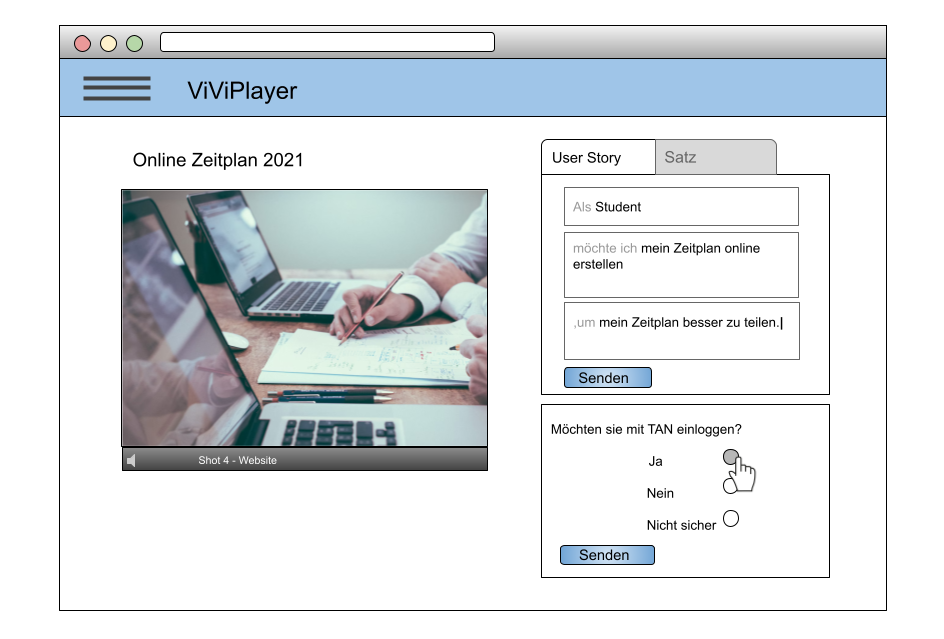 ViViPlayer
Online Zeitplan 2021
Shot 4 - Website
User Story
Satz
Als Student
möchte ich mein Zeitplan online
erstellen
,um mein Zeitplan besser zu teilen.
Senden
Möchten sie mit TAN einloggen?
Ja
Nein
Nicht sicher
Senden